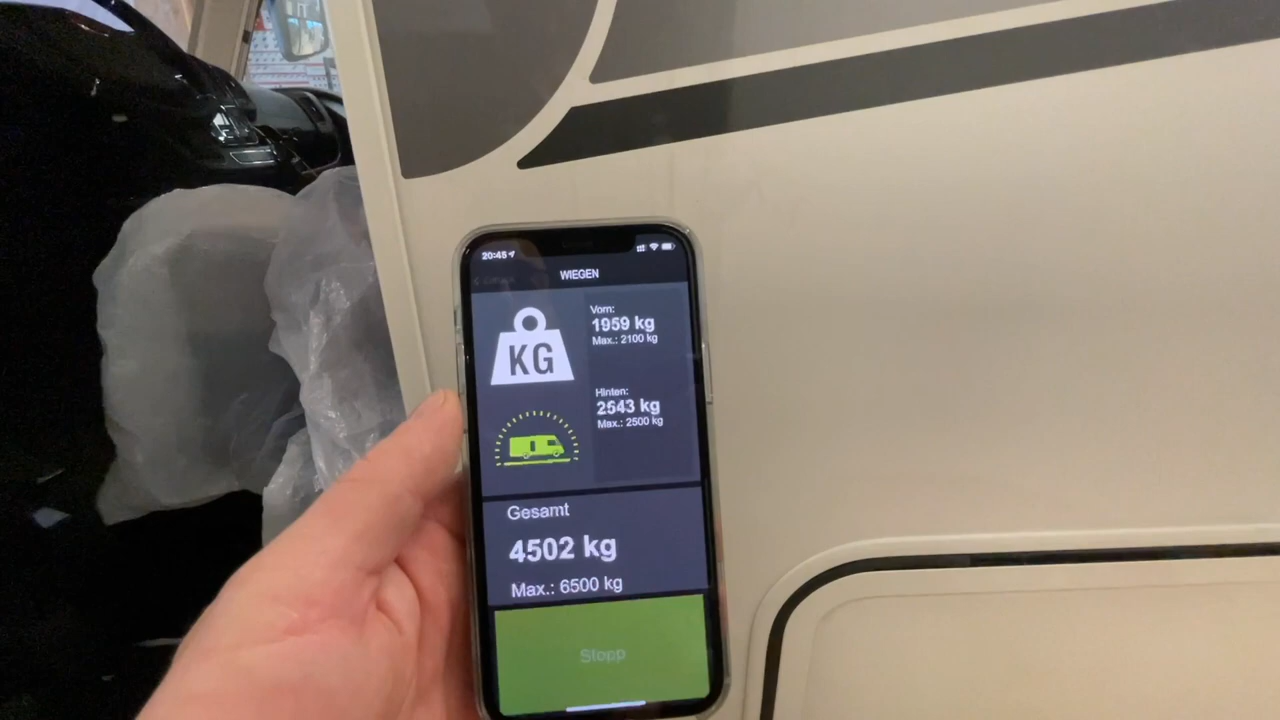 20:45
WIEGEN
KG
Vorn:
1959 kg
Max.: 2100 kg
Hinten:
2543 kg
Max.: 2500 kg
Gesamt
4502 kg
Max.: 6500 kg
Stopp